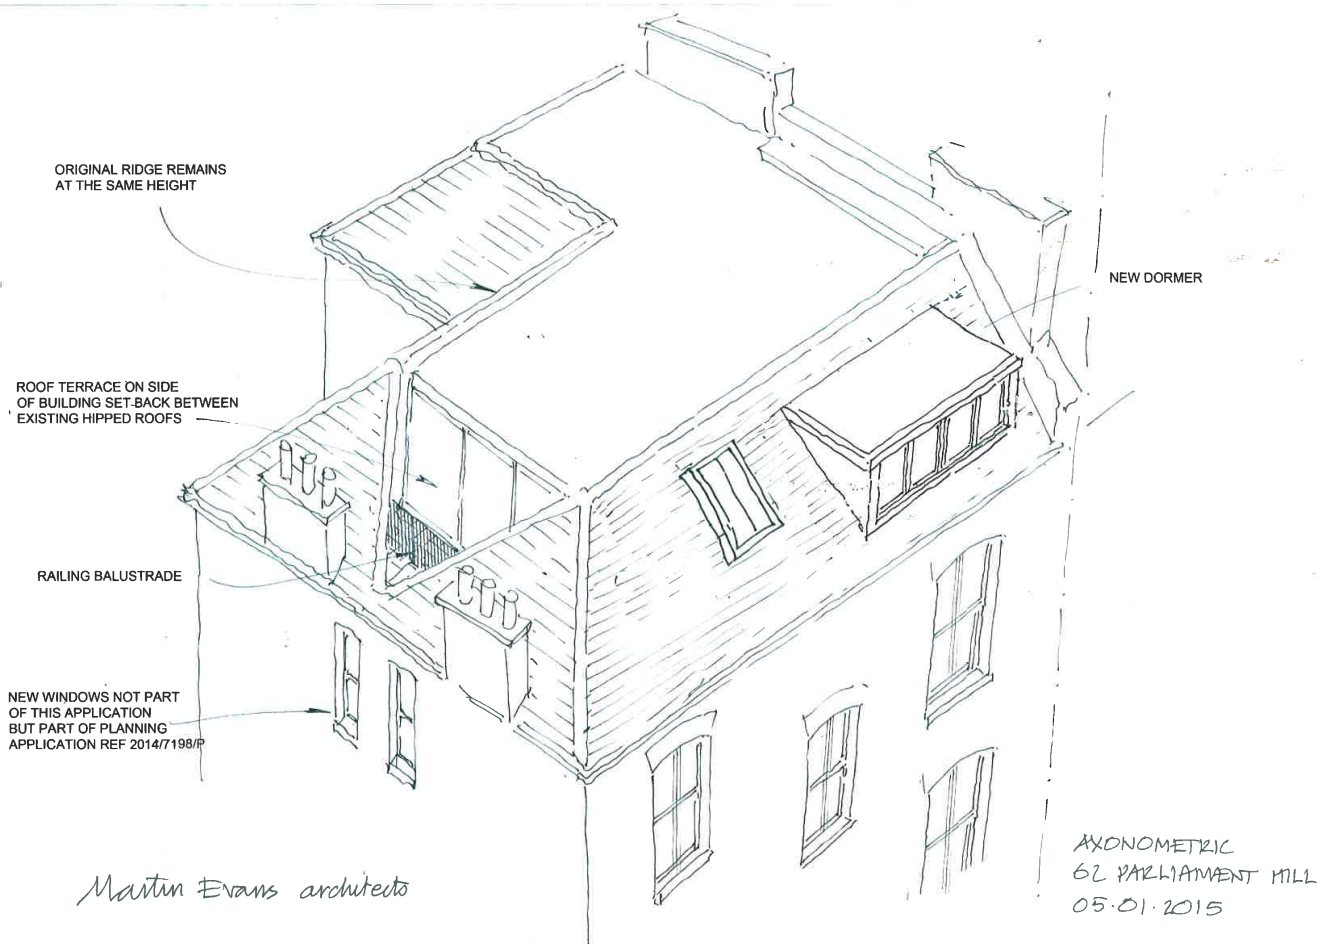 ORIGINAL RIDGE REMAINS
AT THE SAME HEIGHT
NEW DORMER
ROOF TERRACE ON SIDE
OF BUILDING SET-BACK BETWEEN
EXISTING HIPPED ROOFS
RAILING BALUSTRADE
NEW WINDOWS NOT PART
OF THIS APPLICATION
BUT PART OF PLANNING
APPLICATION REF 2014/7198/P
Martin Evans architects
AXONOMETRIC
62 PARLIAMENT HILL
05.01.2015